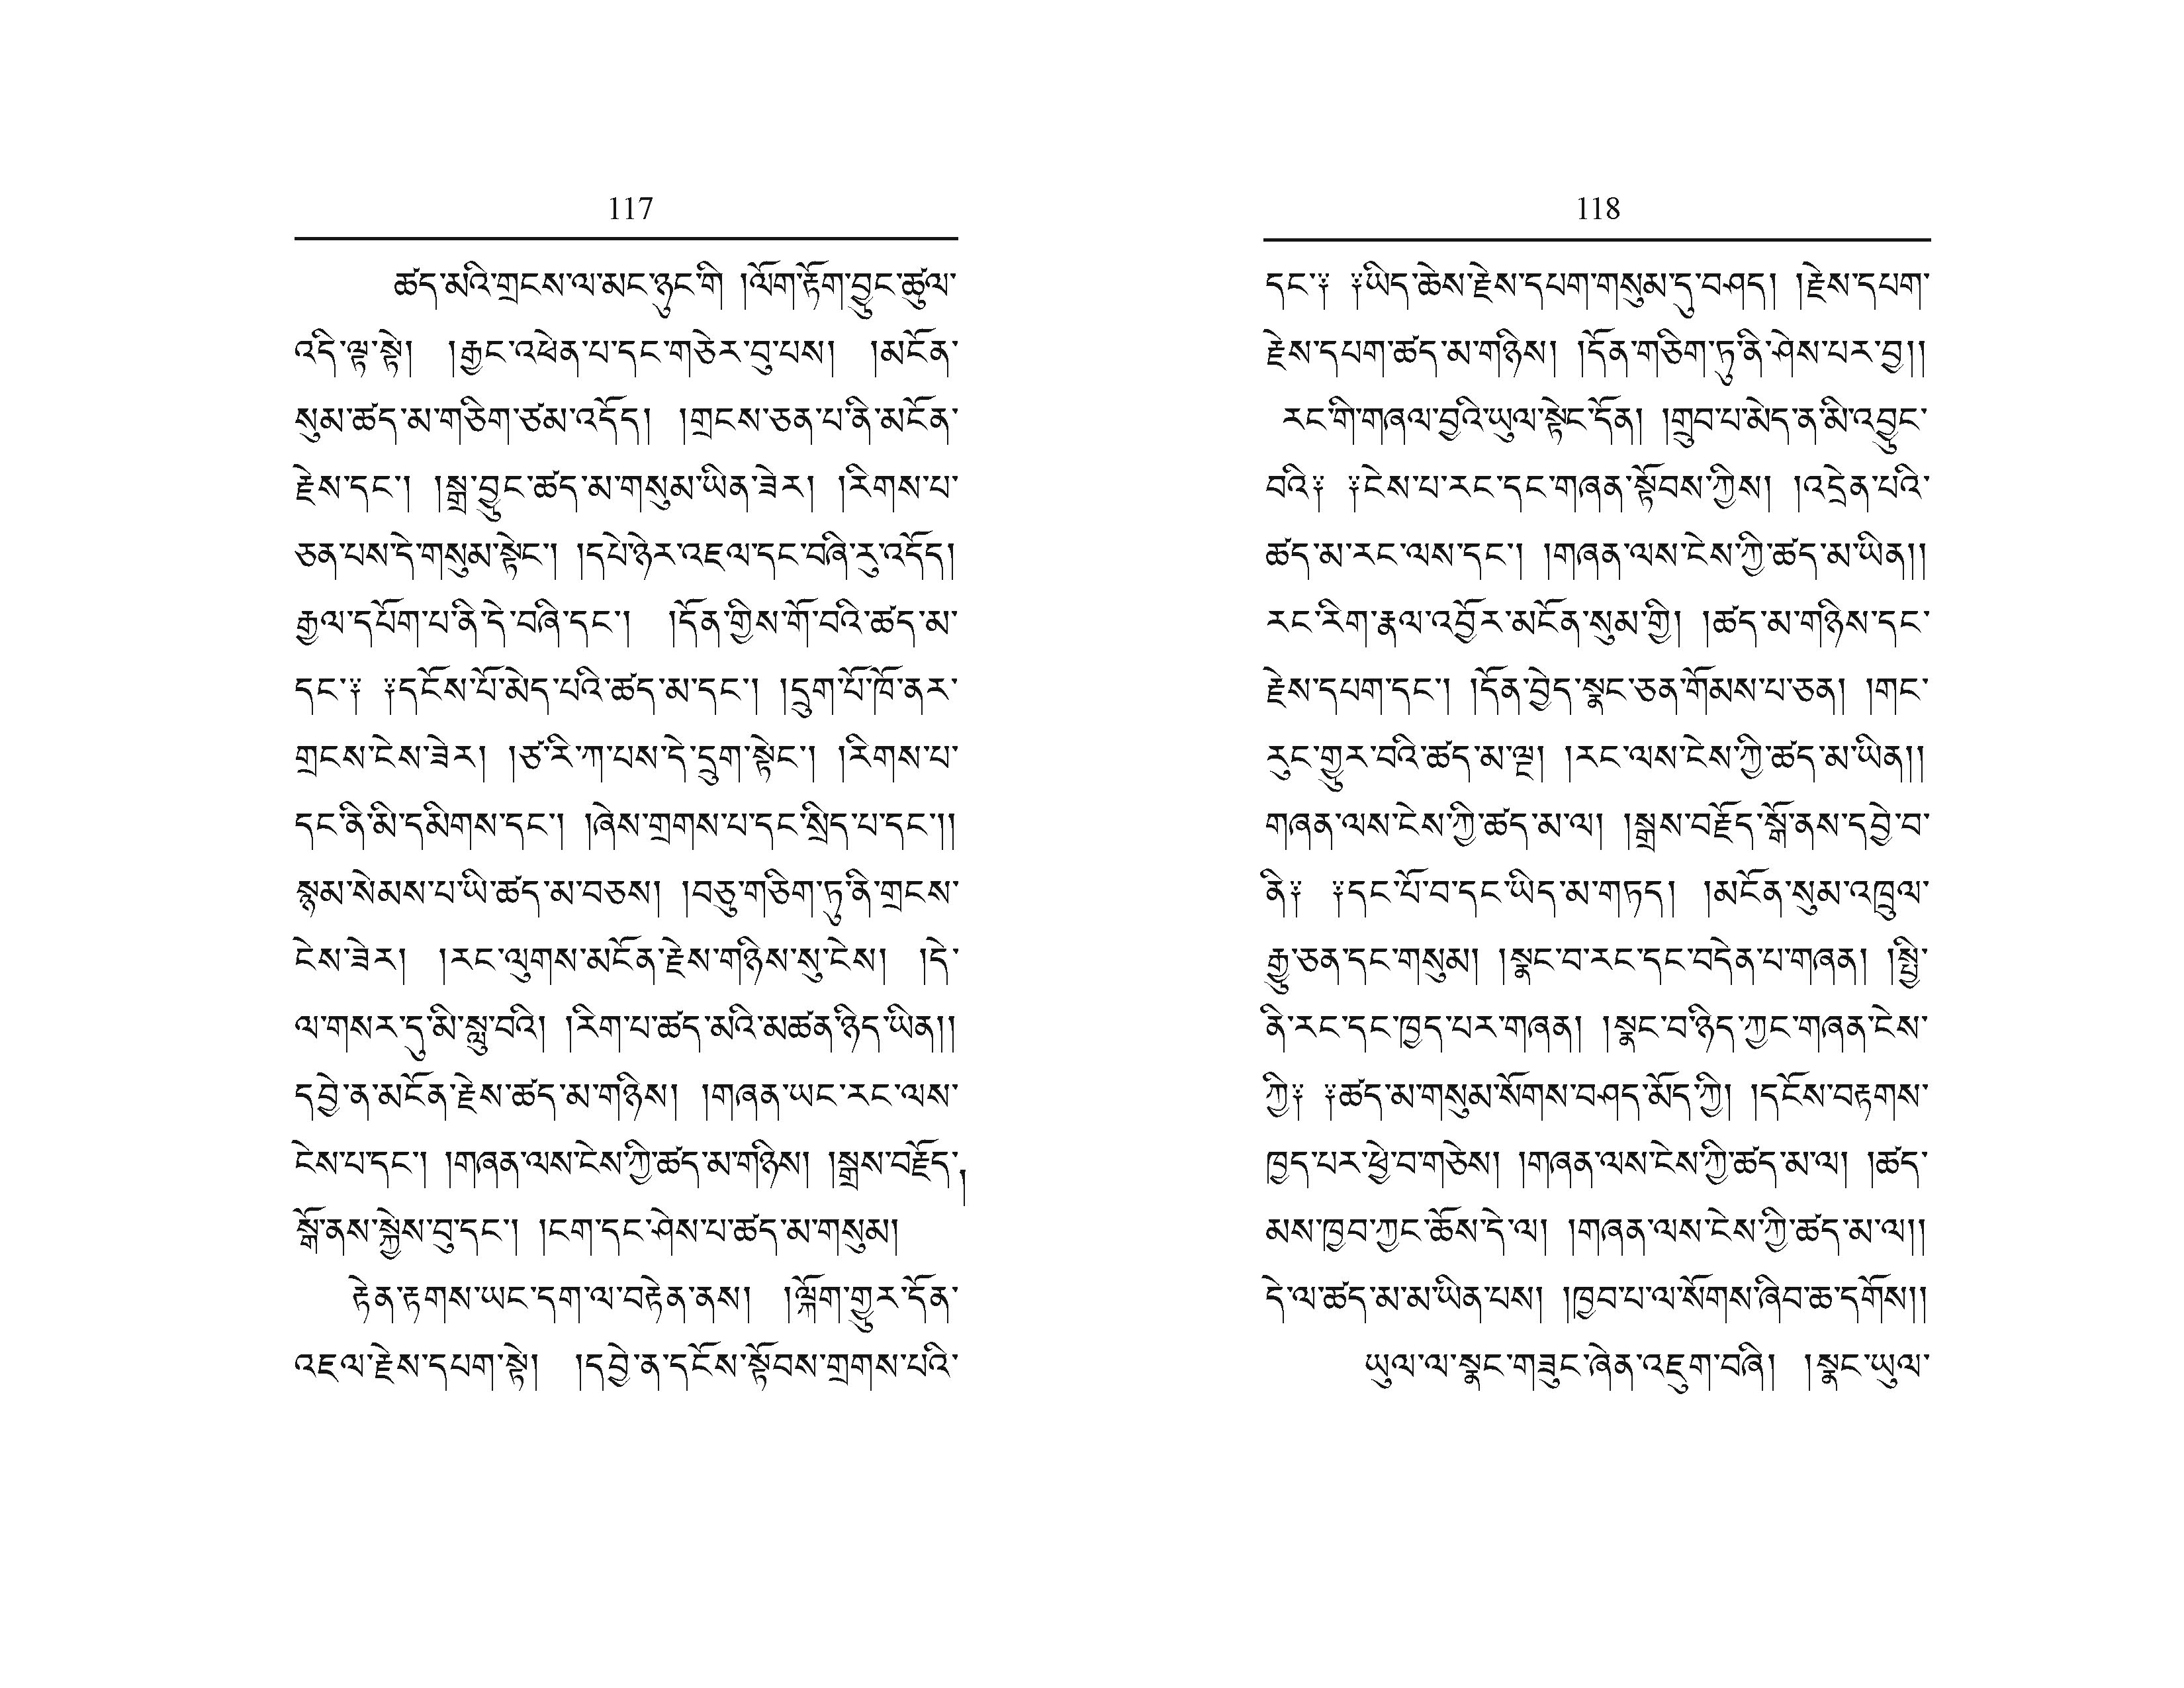 117
ཚད་མའི་གྲངས་ལ་མང་ཉུང་གི །ལོག་རྟོག་བྱུང་ཚུལ་
འདི་ལྟ་སྟེ། །རྒྱང་འཕེན་པ་དང་གཅེར་བུ་པས། །མངོན་
སུམ་ཚད་མ་གཅིག་ཙམ་འདོད། །གྲངས་ཅན་པ་ནི་མངོན་
རྗེས་དང་། །སྒྲ་བྱུང་ཚད་མ་གསུམ་ཡིན་ཟེར། །རིགས་པ་
ཅན་པས་དེ་གསུམ་སྟེང་། །དཔེ་ཉེར་འཇལ་དང་བཞི་རུ་འདོད།
རྒྱལ་དཔོག་པ་ནི་དེ་བཞི་དང་། །དོན་གྱིས་གོ་བའི་ཚད་མ་
དང་༑ ༑དངོས་པོ་མེད་པའི་ཚད་མ་དང་། །དྲུག་པོ་ཁོ་ནར་
གྲངས་ངེས་ཟེར། །ཙ་རི་ཀ་པས་དེ་དྲུག་སྟེང་། །རིགས་པ་
དང་ནི་མི་དམིགས་དང་། །ཞེས་གྲགས་པ་དང་སྲིད་པ་དང་།།
སྙམ་སེམས་པ་ཡི་ཚད་མ་བཅས། །བཅུ་གཅིག་ཏུ་ནི་གྲངས་
ངེས་ཟེར། །རང་ལུགས་མངོན་རྗེས་གཉིས་སུ་ངེས། །དེ་
ལ་གསར་དུ་མི་སླུ་བའི། །རིག་པ་ཚད་མའི་མཚན་ཉིད་ཡིན།།
དབྱེ་ན་མངོན་རྗེས་ཚད་མ་གཉིས། །གཞན་ཡང་རང་ལས་
ངེས་པ་དང་། །གཞན་ལས་ངེས་ཀྱི་ཚད་མ་གཉིས། །སྒྲས་བརྗོད་།
སྒོ་ནས་སྐྱེས་བུ་དང་། །ངག་དང་ཤེས་པ་ཚད་མ་གསུམ།
རྟེན་རྟགས་ཡང་དག་ལ་བརྟེན་ནས། །ལྐོག་གྱུར་དོན་
འཇལ་རྗེས་དཔག་སྟེ། །དབྱེ་ན་དངོས་སྟོབས་གྲགས་པའི་
118
དང་༑ ༑ཡིད་ཆེས་རྗེས་དཔག་གསུམ་དུ་བཤད། །རྗེས་དཔག་
རྗེས་དཔག་ཚད་མ་གཉིས། །དོན་གཅིག་ཏུ་ནི་ཤེས་པར་བྱ།།
རང་གི་གཞལ་བྱའི་ཡུལ་སྟེང་དོན། །གྲུབ་པ་མེད་ན་མི་འབྱུང་
བའི༑ ༑ངེས་པ་རང་དང་གཞན་སྟོབས་ཀྱིས། །འདྲེན་པའི་
ཚད་མ་རང་ལས་དང་། །གཞན་ལས་ངེས་ཀྱི་ཚད་མ་ཡིན།།
རང་རིག་རྣལ་འབྱོར་མངོན་སུམ་གྱི། །ཚད་མ་གཉིས་དང་
རྗེས་དཔག་དང་། །དོན་བྱེད་སྣང་ཅན་གོམས་པ་ཅན། །གང་
རུང་གྱུར་བའི་ཚད་མ་ལྔ། །རང་ལས་ངེས་ཀྱི་ཚད་མ་ཡིན།།
གཞན་ལས་ངེས་ཀྱི་ཚད་མ་ལ། །སྒྲས་བརྗོད་སྒོ་ནས་དབྱེ་བ་
ནི༑ ༑དང་པོ་བ་དང་ཡིད་མ་གཏད། །མངོན་སུམ་འཁྲུལ་
རྒྱུ་ཅན་དང་གསུམ། །སྣང་བ་རང་དང་བདེན་པ་གཞན། །སྤྱི་
ནི་རང་དང་ཁྱད་པར་གཞན། །སྣང་བ་ཉིད་ཀྱང་གཞན་ངེས་
ཀྱི༑ ༑ཚད་མ་གསུམ་སོགས་བཤད་མོད་ཀྱི། །དངོས་བརྟགས་
ཁྱད་པར་ཕྱེ་བ་གཅེས། །གཞན་ལས་ངེས་ཀྱི་ཚད་མ་ལ། །ཚད་
མས་ཁྱབ་ཀྱང་ཆོས་དེ་ལ། །གཞན་ལས་ངེས་ཀྱི་ཚད་མ་ལ།།
དེ་ལ་ཚད་མ་མ་ཡིན་པས། །ཁྱབ་པ་ལ་སོགས་ཞིབ་ཆ་དགོས།།
ཡུལ་ལ་སྣང་གཟུང་ཞེན་འཇུག་བཞི། །སྣང་ཡུལ་